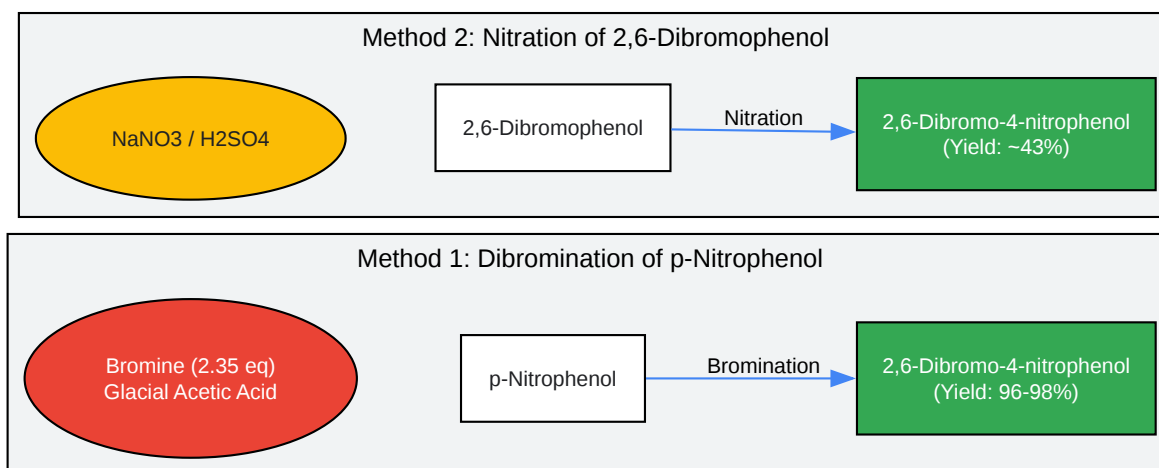 Method 2: Nitration of 2,6-Dibromophenol
NaNO3 / H2SO4
2,6-Dibromophenol
Nitration
2,6-Dibromo-4-nitrophenol
(Yield: ~43%)
Method 1: Dibromination of p-Nitrophenol
Bromine (2.35 eq)
Glacial Acetic Acid
p-Nitrophenol
Bromination
2,6-Dibromo-4-nitrophenol
(Yield: 96-98%)